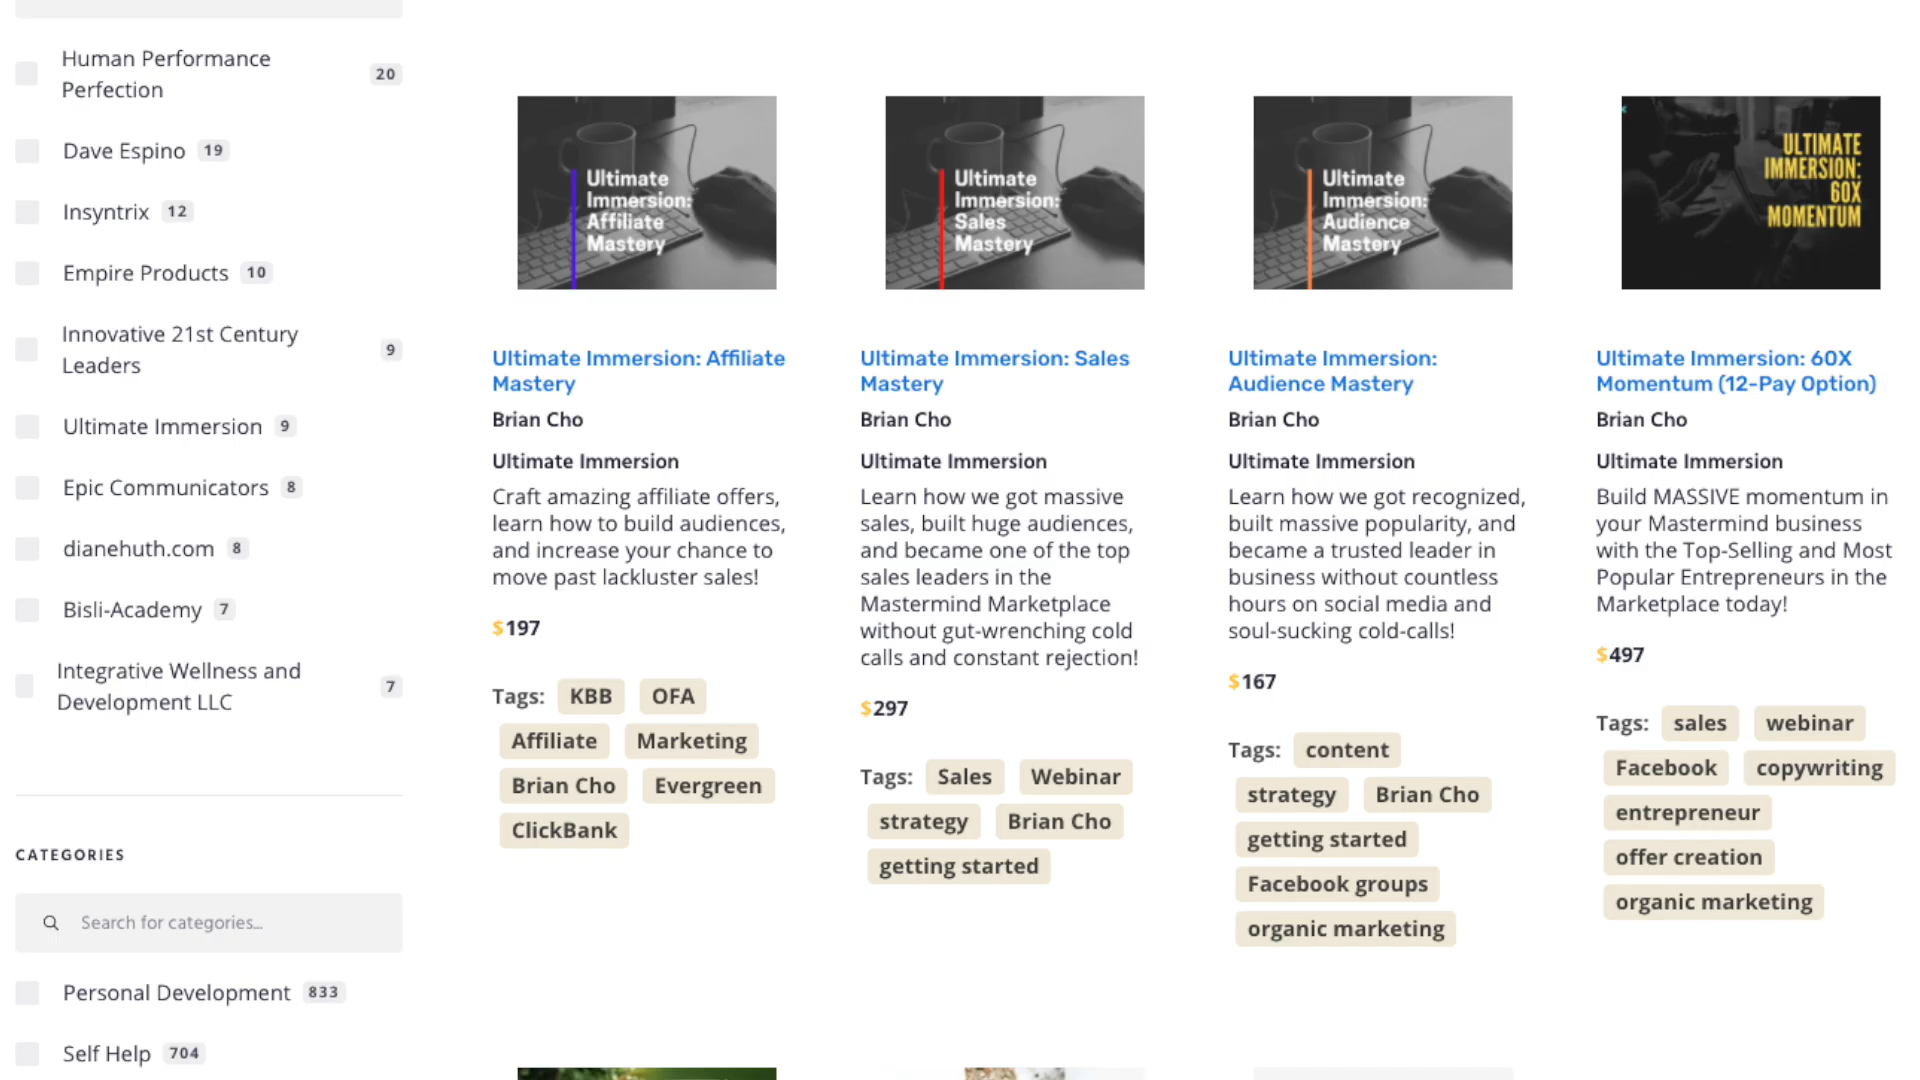 Human Performance
Perfection
20
Dave Espino 19
Insyntrix 12
Empire Products 10
Innovative 21st Century
Leaders
9
Ultimate Immersion 9
Epic Communicators 8
dianehuth.com 8
Bisli-Academy 7
Integrative Wellness and
Development LLC
7
CATEGORIES
Search for categories...
Personal Development 833
Self Help 704
Ultimate
Immersion:
Affiliate
Mastery
Ultimate Immersion: Affiliate
Mastery
Brian Cho
Ultimate Immersion
Craft amazing affiliate offers,
learn how to build audiences,
and increase your chance to
move past lackluster sales!
$197
Tags: KBB OFA
Affiliate Marketing
Brian Cho Evergreen
ClickBank
Ultimate
Immersion:
Sales
Mastery
Ultimate Immersion: Sales
Mastery
Brian Cho
Ultimate Immersion
Learn how we got massive
sales, built huge audiences,
and became one of the top
sales leaders in the
Mastermind Marketplace
without gut-wrenching cold
calls and constant rejection!
$297
Tags: Sales Webinar
strategy Brian Cho
getting started
Ultimate
Immersion:
Audience
Mastery
Ultimate Immersion:
Audience Mastery
Brian Cho
Ultimate Immersion
Learn how we got recognized,
built massive popularity, and
became a trusted leader in
business without countless
hours on social media and
soul-sucking cold-calls!
$167
Tags: content
strategy Brian Cho
getting started
Facebook groups
organic marketing
ULTIMATE
IMMERSION:
60X
MOMENTUM
Ultimate Immersion: 60X
Momentum (12-Pay Option)
Brian Cho
Ultimate Immersion
Build MASSIVE momentum in
your Mastermind business
with the Top-Selling and Most
Popular Entrepreneurs in the
Marketplace today!
$497
Tags: sales webinar
Facebook copywriting
entrepreneur
offer creation
organic marketing